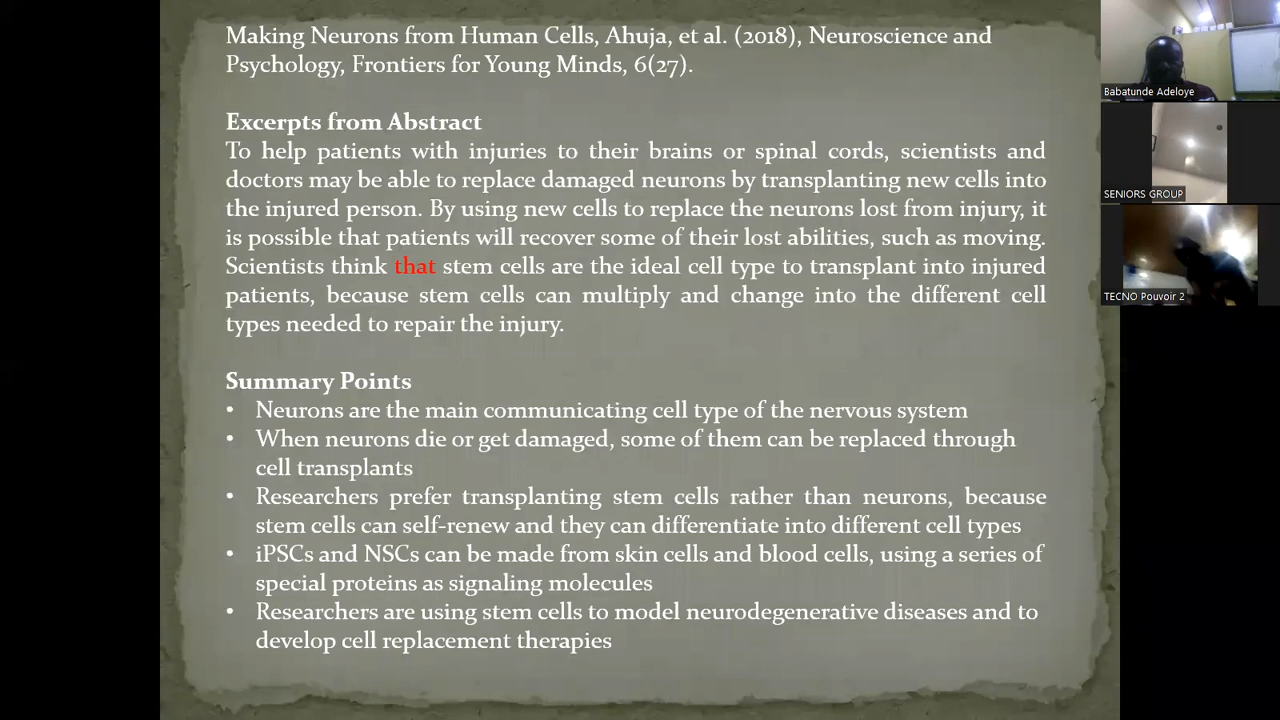 Making Neurons from Human Cells, Ahuja, et al. (2018), Neuroscience and
Psychology, Frontiers for Young Minds, 6(27).
Excerpts from Abstract
To help patients with injuries to their brains or spinal cords, scientists and
doctors may be able to replace damaged neurons by transplanting new cells into
the injured person. By using new cells to replace the neurons lost from injury, it
is possible that patients will recover some of their lost abilities, such as moving.
Scientists think that stem cells are the ideal cell type to transplant into injured
patients, because stem cells can multiply and change into the different cell
types needed to repair the injury.
Summary Points
• Neurons are the main communicating cell type of the nervous system
• When neurons die or get damaged, some of them can be replaced through
cell transplants
• Researchers prefer transplanting stem cells rather than neurons, because
stem cells can self-renew and they can differentiate into different cell types
• iPSCs and NSCs can be made from skin cells and blood cells, using a series of
special proteins as signaling molecules
• Researchers are using stem cells to model neurodegenerative diseases and to
develop cell replacement therapies
Babatunde Adeloye
SENIORS GROUP
TECNO Pouvoir 2